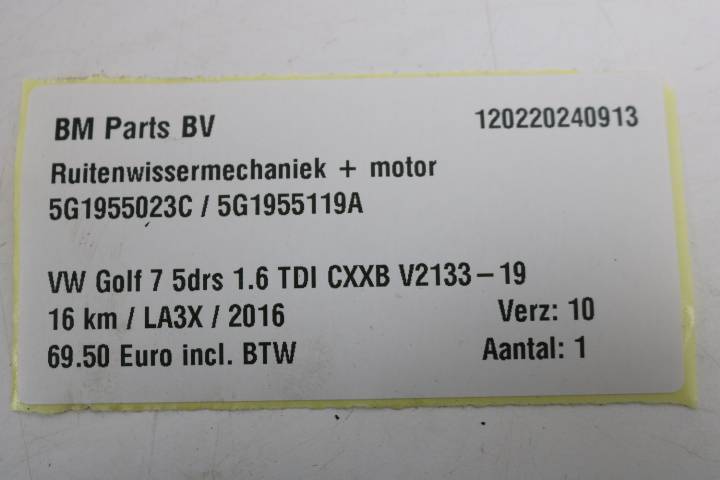 BM Parts BV 120220240913
Ruitenwissermechaniek + motor
5G1955023C / 5G1955119A
VW Golf 7 5drs 1.6 TDI CXXB V2133-19
16 km / LA3X / 2016 Verz: 10
69.50 Euro incl. BTW Aantal: 1